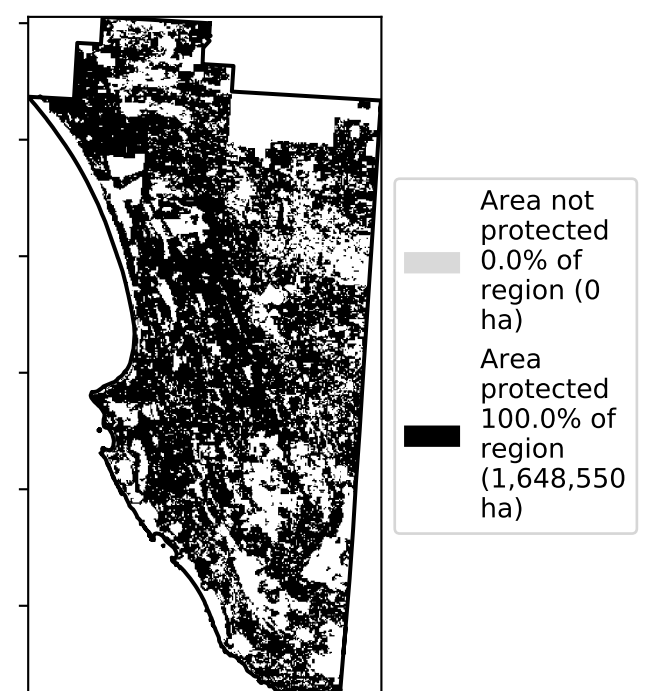 Area not
protected
0.0% of
region (0
ha)
Area
protected
100.0% of
region
(1,648,550
ha)